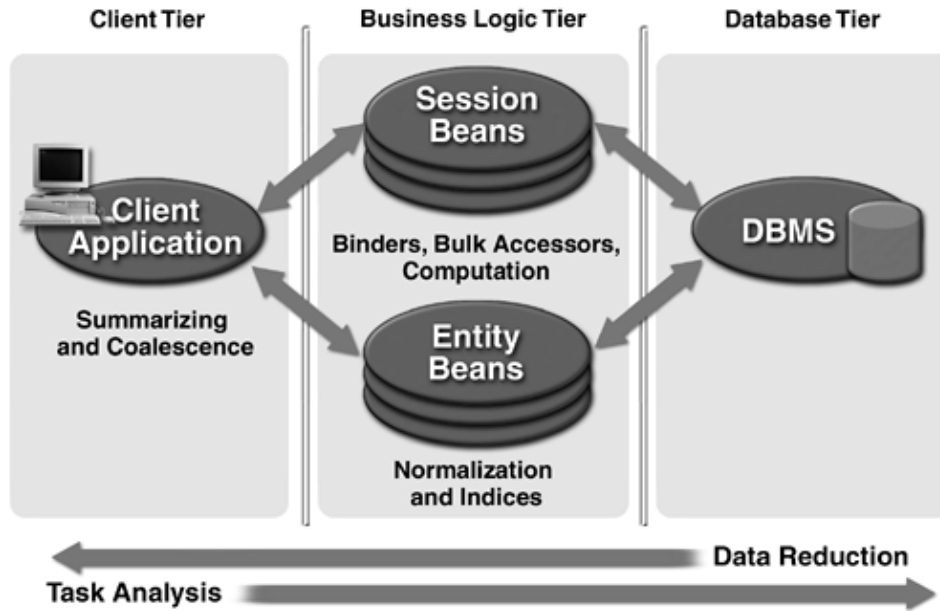 Client Tier
Business Logic Tier
Database Tier
Session
Beans
Client
Application
DBMS
Binders, Bulk Accessors,
Computation
Summarizing
and Coalescence
Entity
Beans
Normalization
and Indices
Data Reduction
Task Analysis